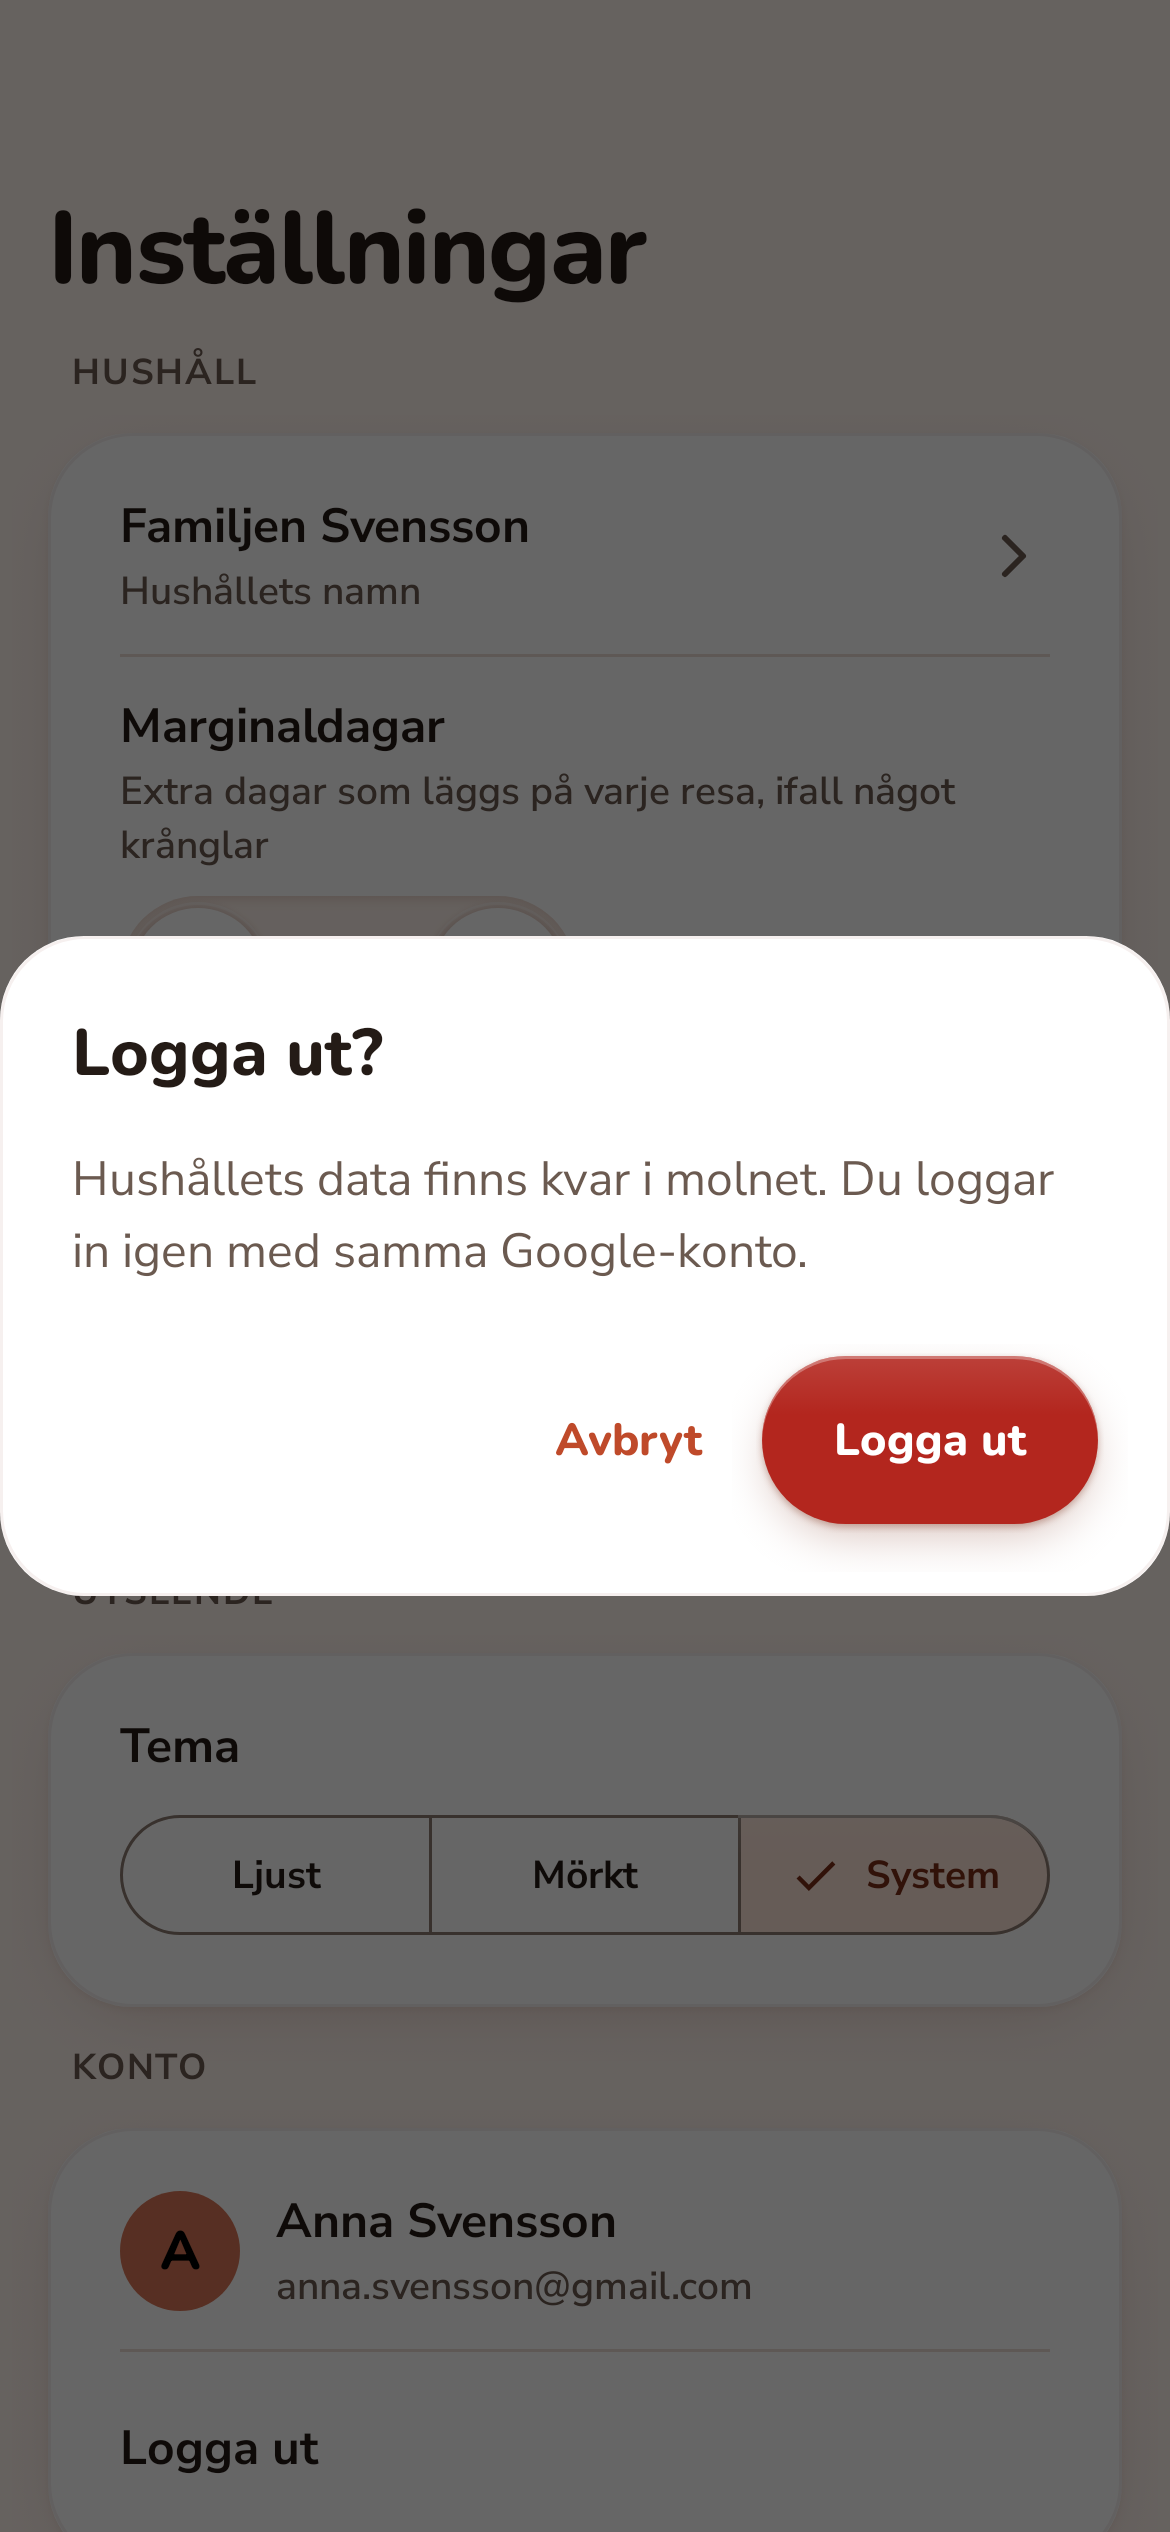 Inställningar
HUSHÅLL
Familjen Svensson
Hushållets namn
Marginaldagar
Extra dagar som läggs på varje resa, ifall något
krånglar
Logga ut?
Hushållets data finns kvar i molnet. Du loggar
in igen med samma Google-konto.
Avbryt
Logga ut
Tema
Ljust
Mörkt
System
KONTO
A
Anna Svensson
anna.svensson@gmail.com
Logga ut